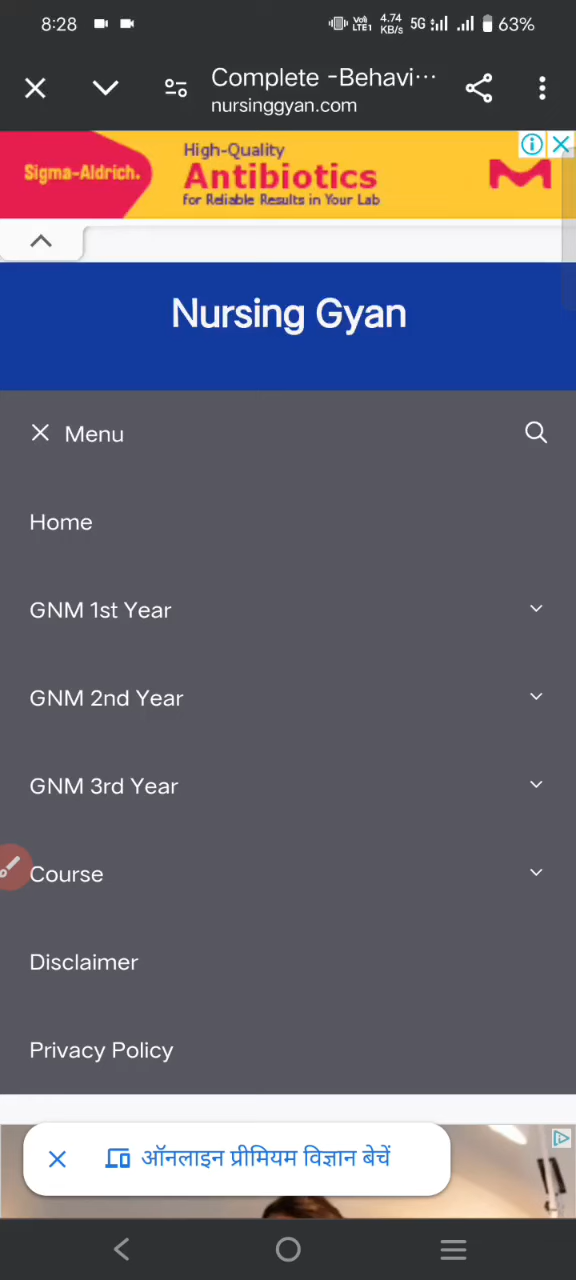 8:28
Vo)
LTE1
4.74
KB/s
5G
63%
Complete -Behavi···
nursinggyan.com
Sigma-Aldrich.
High-Quality
Antibiotics
for Reliable Results in Your Lab
Nursing Gyan
Menu
Home
GNM 1st Year
GNM 2nd Year
GNM 3rd Year
Course
Disclaimer
Privacy Policy
ऑनलाइन प्रीमियम विज्ञान बेचें